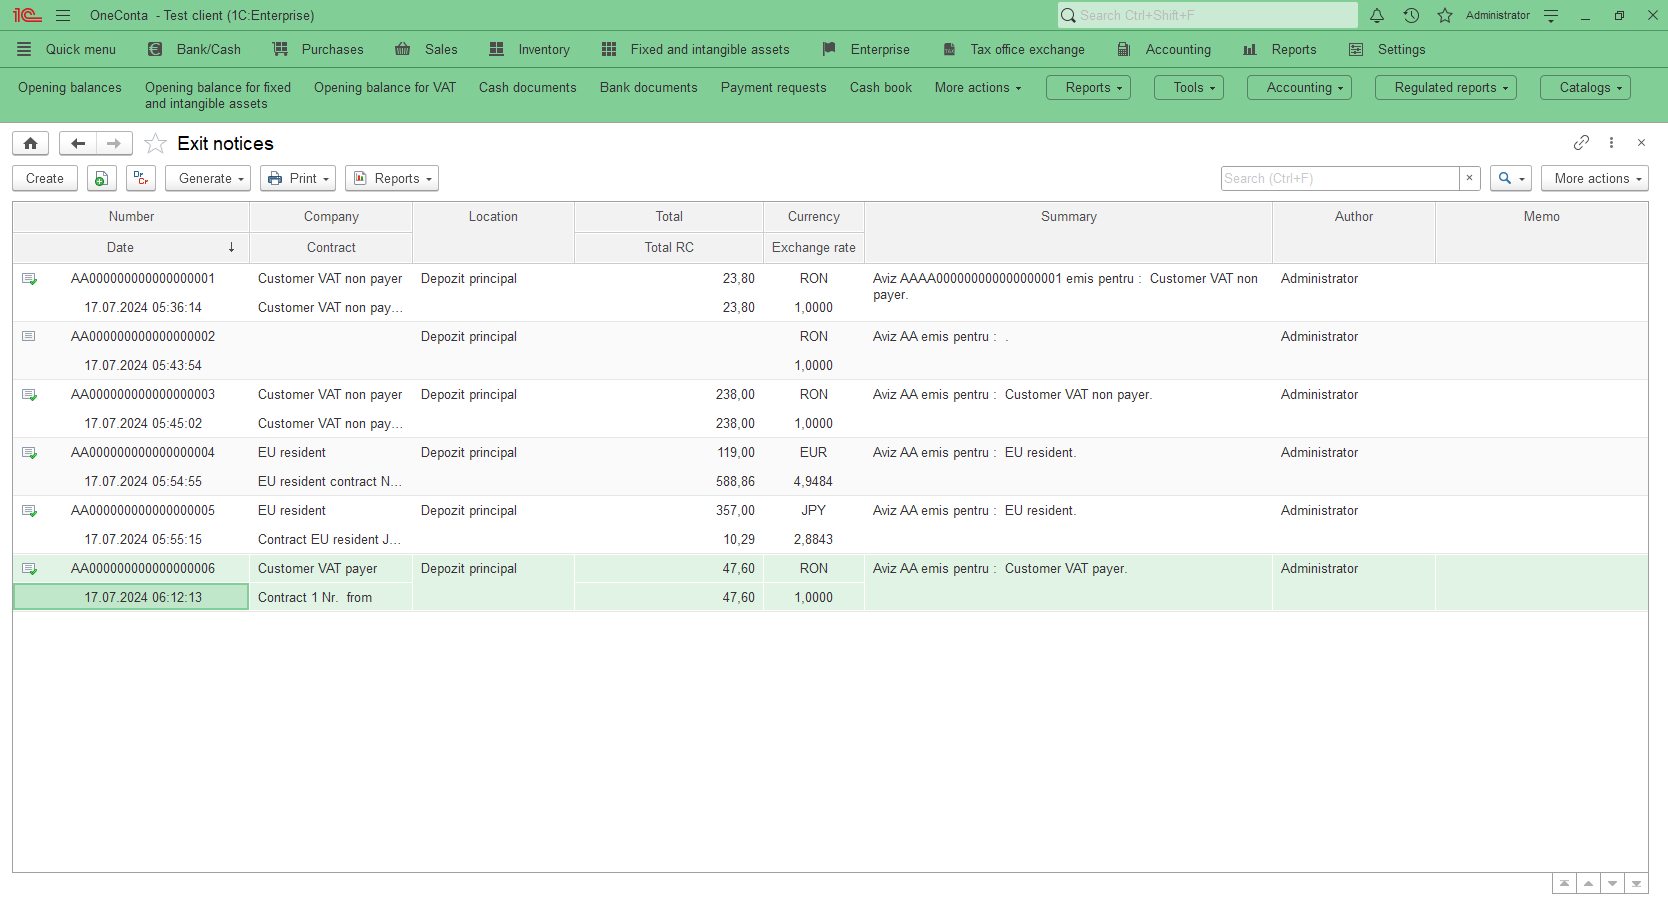 OneConta - Test client (1C:Enterprise)
Search Ctrl+Shift+F
Administrator
Quick menu
Bank/Cash
Purchases
Sales
Inventory
Fixed and intangible assets
Enterprise
Tax office exchange
Accounting
Reports
Settings
Opening balances
Opening balance for fixed
and intangible assets
Opening balance for VAT
Cash documents
Bank documents
Payment requests
Cash book
More actions
Reports
Tools
Accounting
Regulated reports
Catalogs
Exit notices
Create
Dr
Cr
Generate
Print
Reports
Search (Ctrl+F)
More actions
Number Company Location Total Currency Summary Author Memo
Date Contract Total RC Exchange rate
AA000000000000000001 Customer VAT non payer Depozit principal 23,80 RON Aviz AAAA000000000000000001 emis pentru : Customer VAT non Administrator
payer.
17.07.2024 05:36:14 Customer VAT non pay... 23,80 1,0000
AA000000000000000002 Depozit principal RON Aviz AA emis pentru : . Administrator
17.07.2024 05:43:54 1,0000
AA000000000000000003 Customer VAT non payer Depozit principal 238,00 RON Aviz AA emis pentru : Customer VAT non payer. Administrator
17.07.2024 05:45:02 Customer VAT non pay... 238,00 1,0000
AA000000000000000004 EU resident Depozit principal 119,00 EUR Aviz AA emis pentru : EU resident. Administrator
17.07.2024 05:54:55 EU resident contract N... 588,86 4,9484
AA000000000000000005 EU resident Depozit principal 357,00 JPY Aviz AA emis pentru : EU resident. Administrator
17.07.2024 05:55:15 Contract EU resident J... 10,29 2,8843
AA000000000000000006 Customer VAT payer Depozit principal 47,60 RON Aviz AA emis pentru : Customer VAT payer. Administrator
17.07.2024 06:12:13 Contract 1 Nr. from 47,60 1,0000